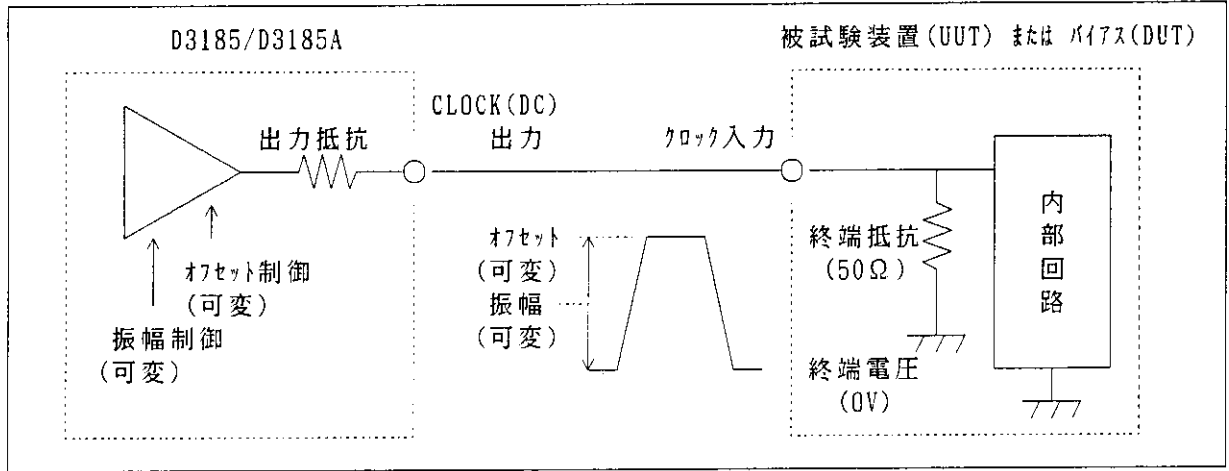 D3185/D3185A
被試験装置(UUT) または バイアス(DUT)
CLOCK(DC)
出力
出力抵抗
クロック入力
オフセット制御
(可変)
振幅制御
(可変)
オフセット
(可変)
振幅
(可変)
終端抵抗
(50Ω)
終端電圧
(0V)
内部回路